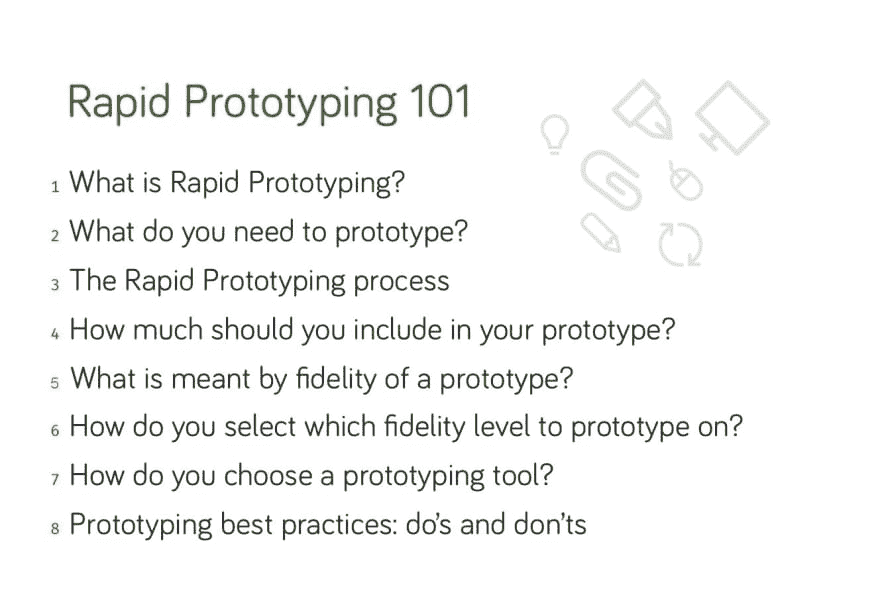 Rapid Prototyping 101
1 What is Rapid Prototyping?
2 What do you need to prototype?
3 The Rapid Prototyping process
4 How much should you include in your prototype?
5 What is meant by fidelity of a prototype?
6 How do you select which fidelity level to prototype on?
7 How do you choose a prototyping tool?
8 Prototyping best practices: do’s and don’ts